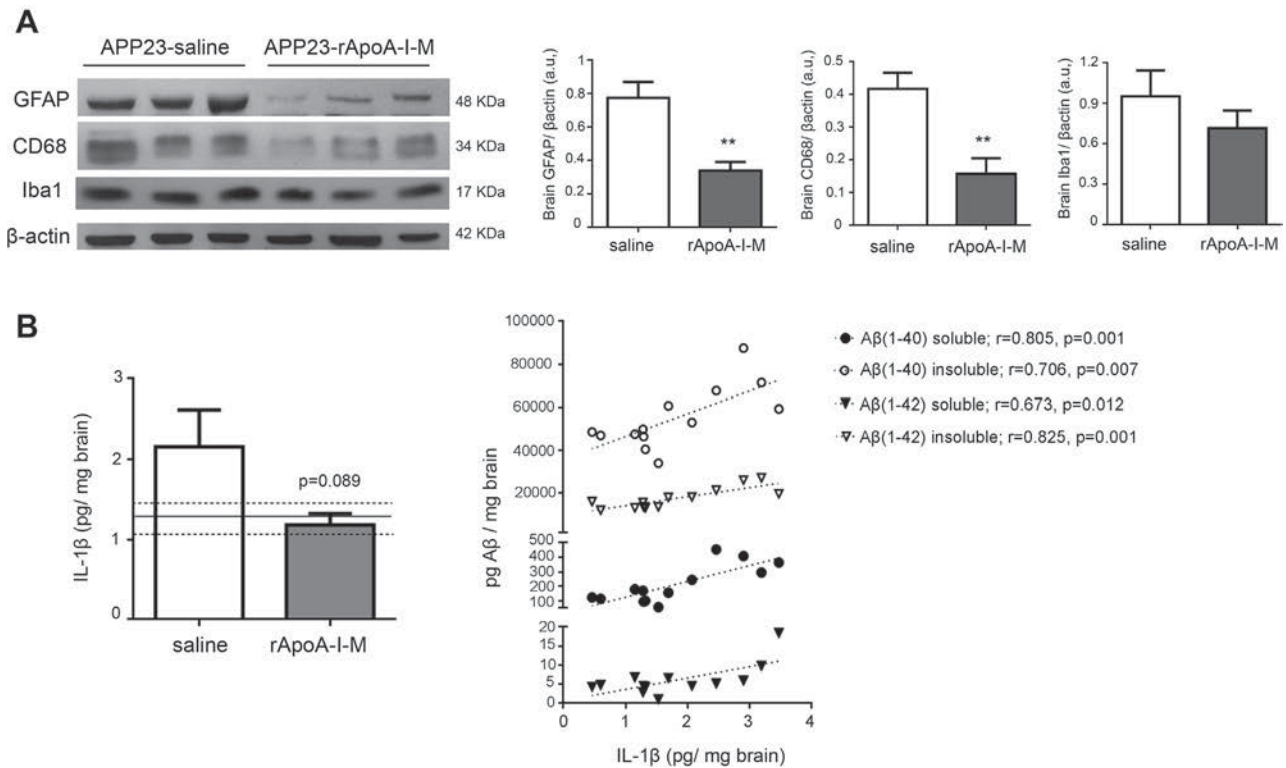 A
APP23-saline APP23-rApoA-I-M
GFAP
48 KDa
CD68
34 KDa
Iba1
17 KDa
β-actin
42 KDa
Brain GFAP/ βactin (a.u,)
0.8
0.6
0.4
0.2
0
**
saline
rApoA-I-M
Brain CD68/ βactin (a.u.)
0.5
0.4
0.3
0.2
0.1
0
**
saline
rApoA-I-M
Brain Iba1/ βactin (a.u,)
1.2
0.9
0.6
0.3
0
saline
rApoA-I-M
B
IL-1β (pg/ mg brain)
3
2
1
0
p=0.089
saline
rApoA-I-M
pg Aβ / mg brain
100000
80000
60000
40000
20000
500
400
300
200
100
20
15
10
5
0
0 1 2 3 4
IL-1β (pg/ mg brain)
Aβ(1-40) soluble; r=0.805, p=0.001
Aβ(1-40) insoluble; r=0.706, p=0.007
Aβ(1-42) soluble; r=0.673, p=0.012
Aβ(1-42) insoluble; r=0.825, p=0.001